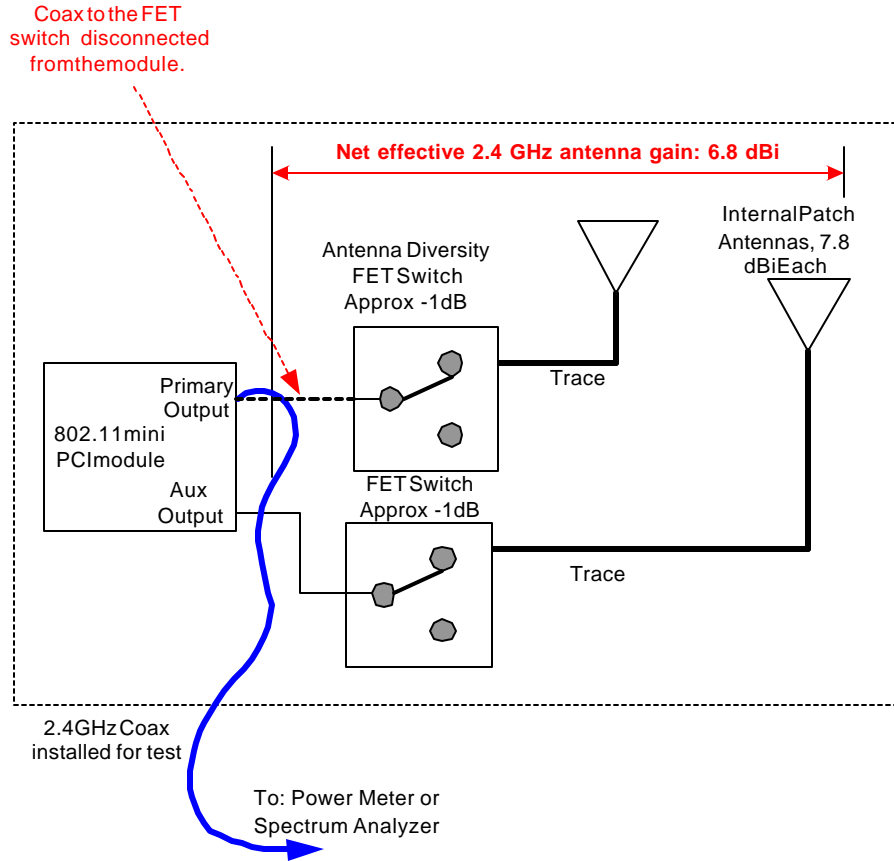 Coax to the FET
switch disconnected
fromthemodule.
Net effective 2.4 GHz antenna gain: 6.8 dBi
InternalPatch
Antennas, 7.8
dBiEach
Antenna Diversity
FET Switch
Approx -1dB
Trace
Primary
Output
802.11mini
PCImodule
Aux
Output
FET Switch
Approx -1dB
Trace
2.4GHz Coax
installed for test
To: Power Meter or
Spectrum Analyzer